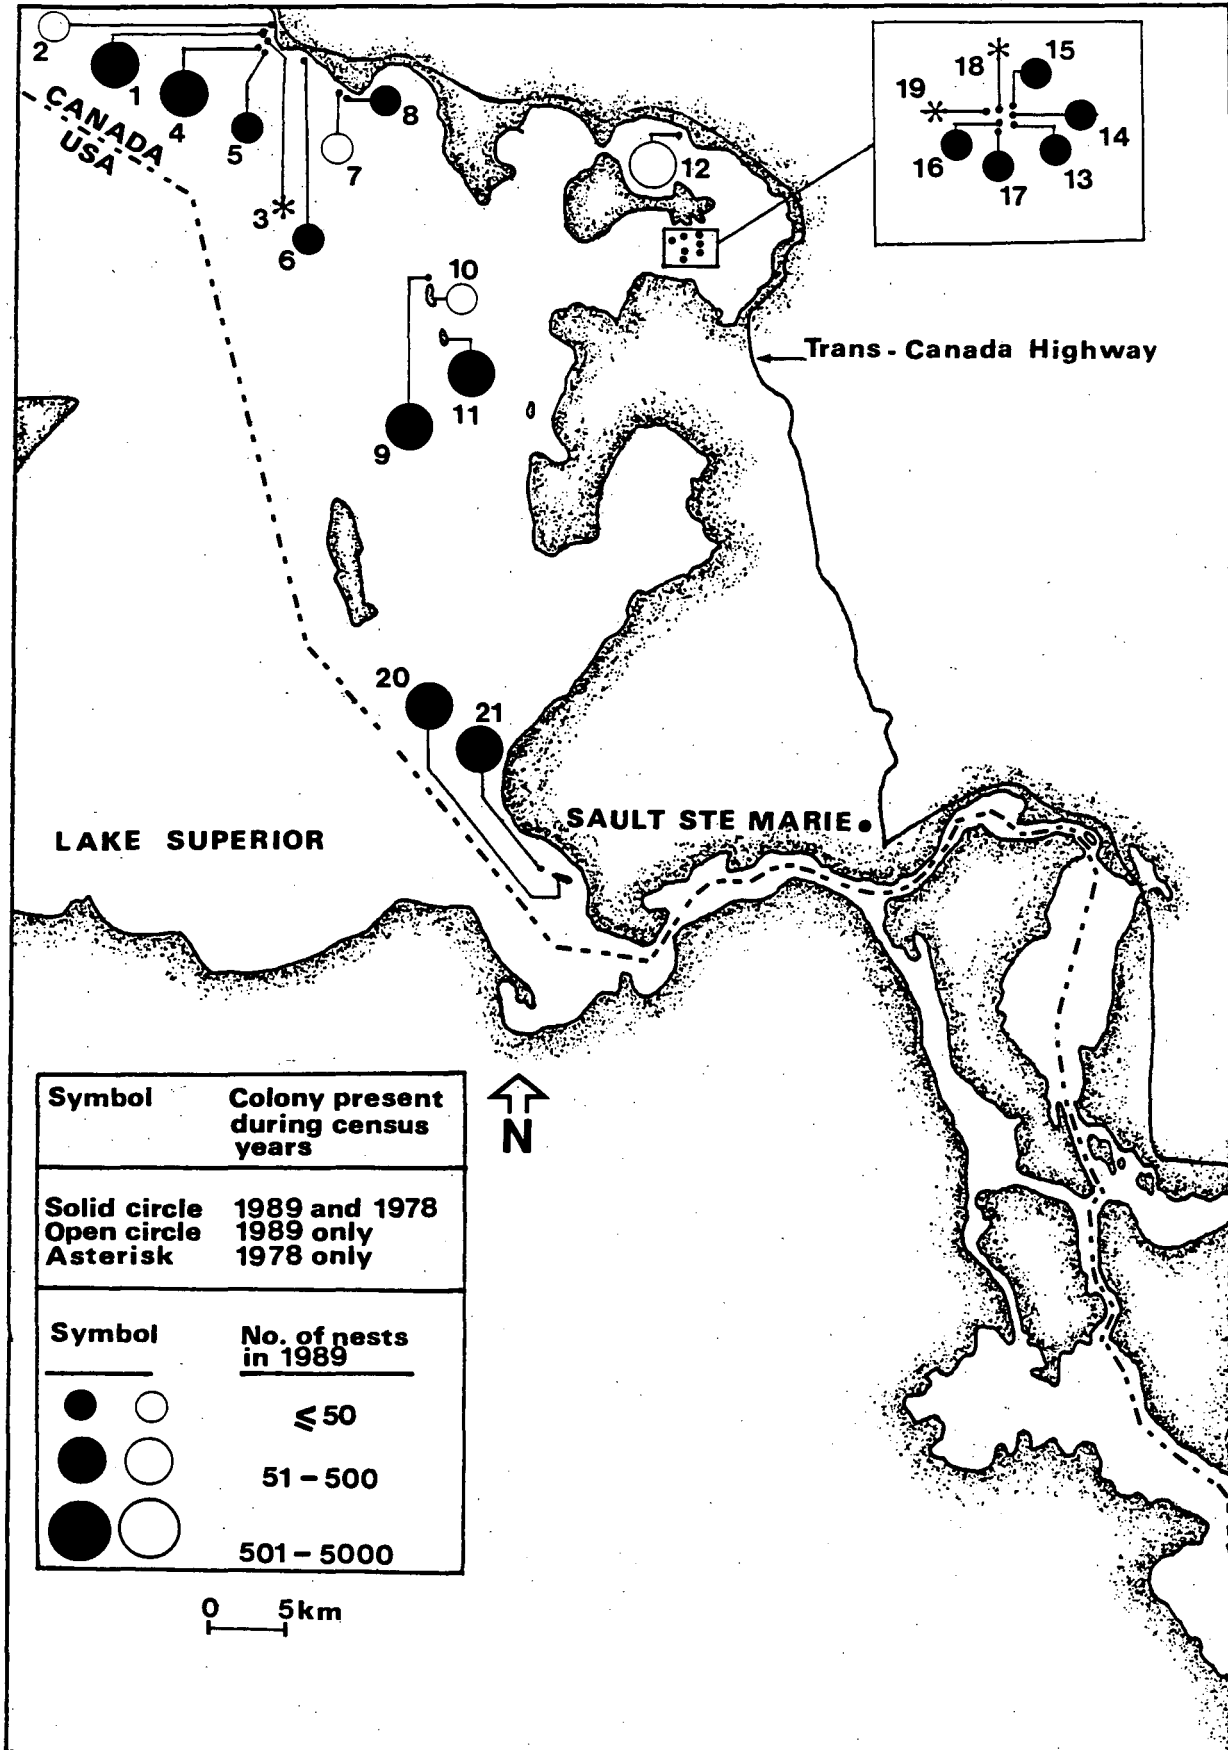 2
1
4
5
3
6
7
8
CANADA
USA
12
18
15
19
14
16
17
13
10
11
9
Trans-Canada Highway
20
21
SAULT STE MARIE
LAKE SUPERIOR
N
Symbol Colony present
during census
years
Solid circle 1989 and 1978
Open circle 1989 only
Asterisk 1978 only
Symbol No. of nests
in 1989
≤ 50
51 – 500
501 – 5000
0 5km